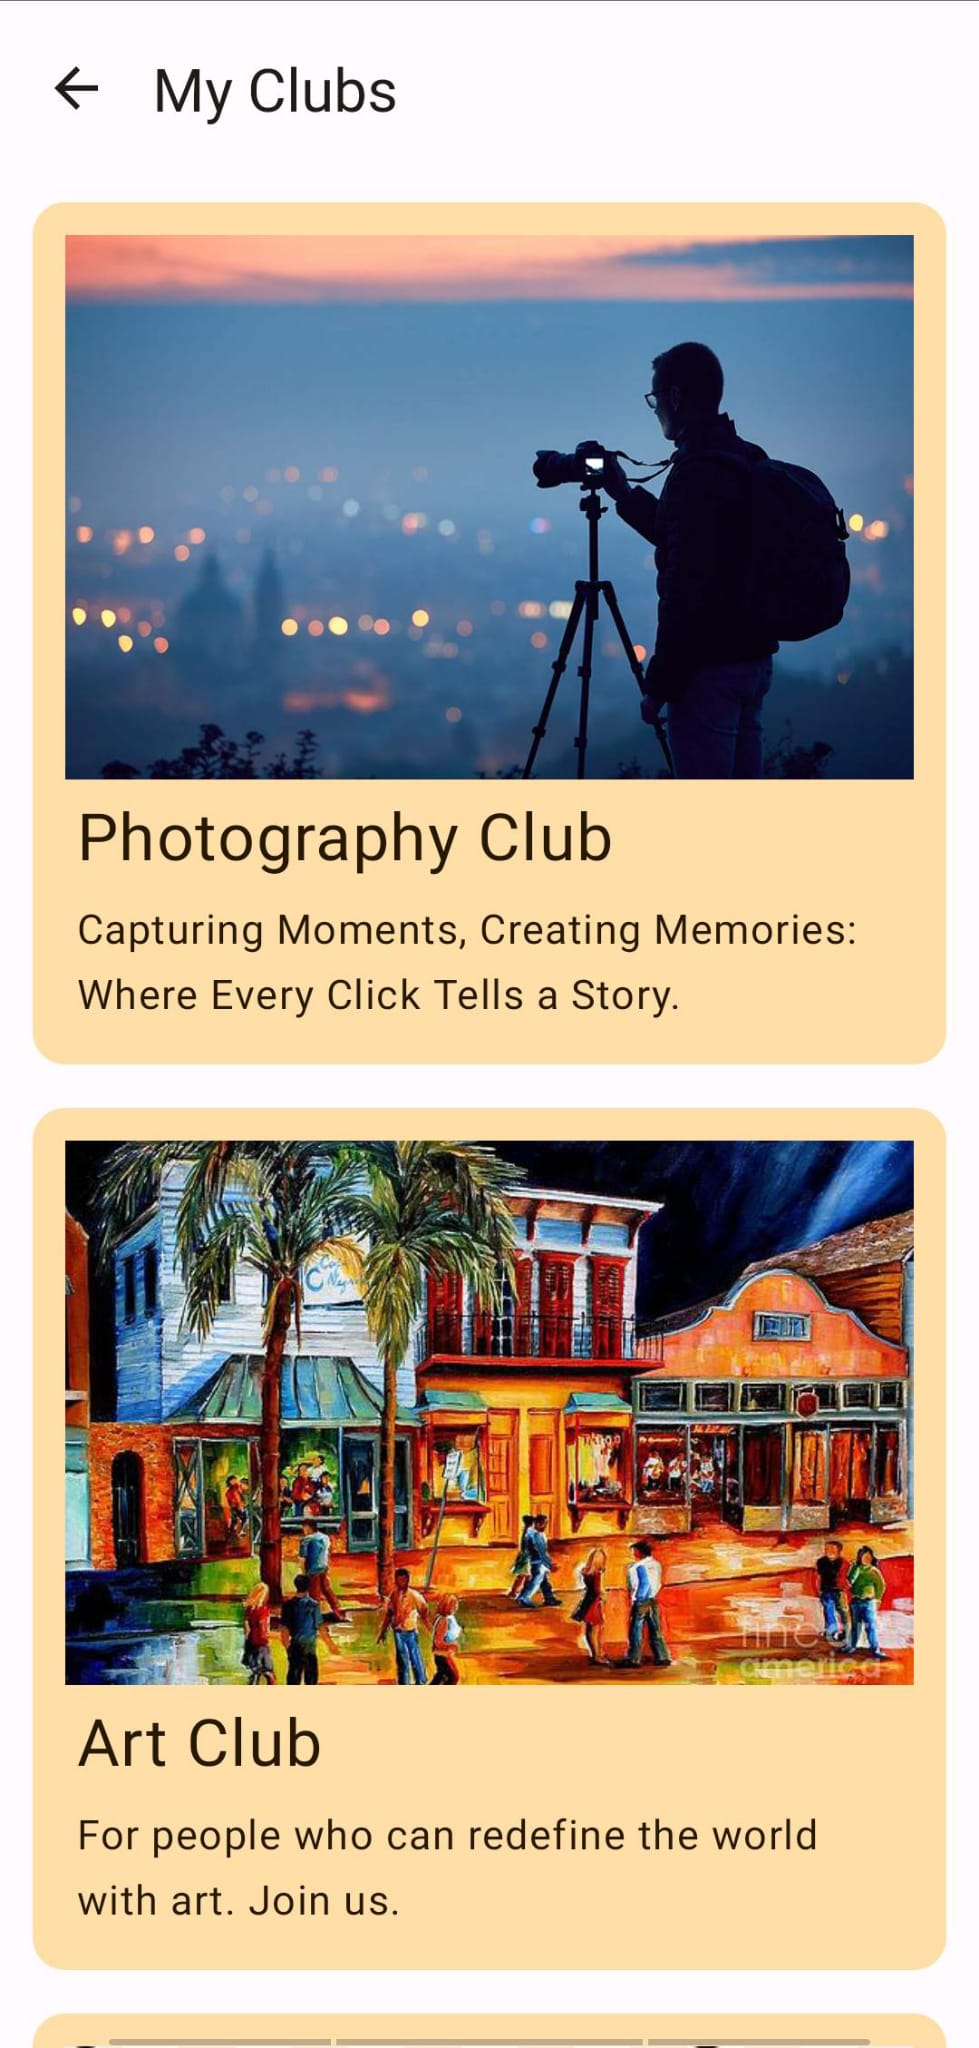 My Clubs
Photography Club
Capturing Moments, Creating Memories:
Where Every Click Tells a Story.
america
Art Club
For people who can redefine the world
with art. Join us.